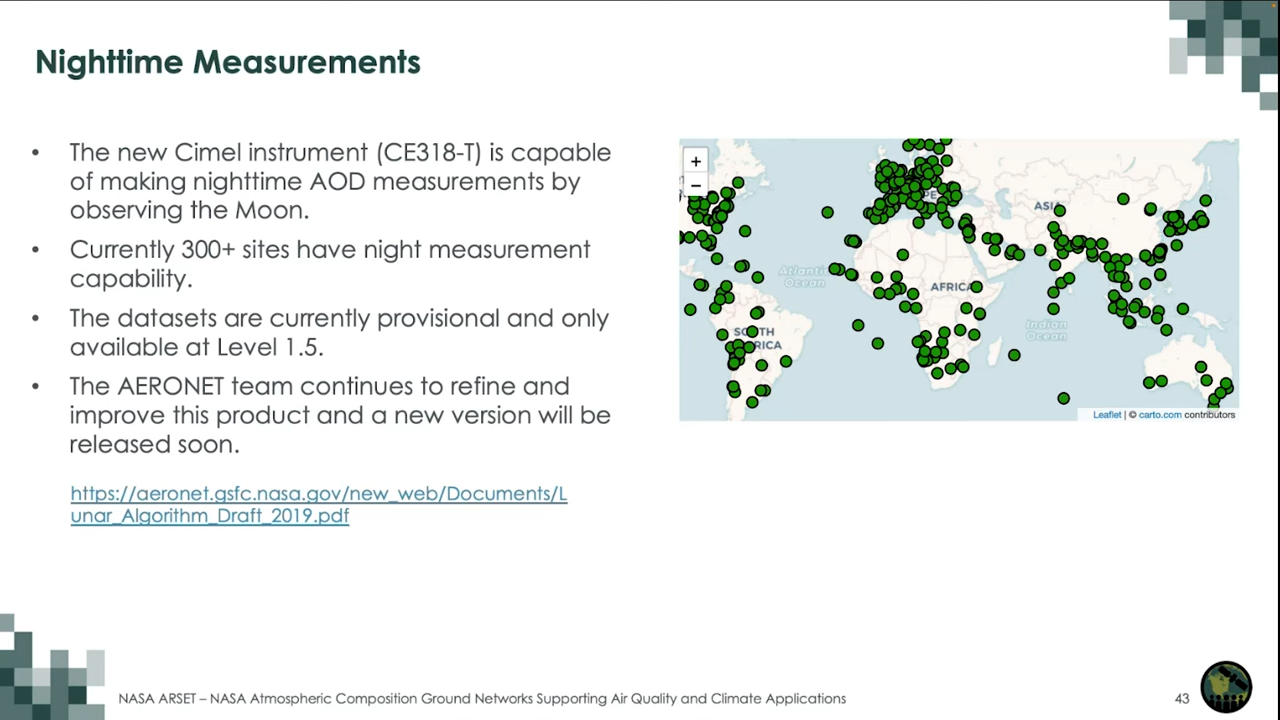 Nighttime Measurements
• The new Cimel instrument (CE318-T) is capable
of making nighttime AOD measurements by
observing the Moon.
• Currently 300+ sites have night measurement
capability.
• The datasets are currently provisional and only
available at Level 1.5.
• The AERONET team continues to refine and
improve this product and a new version will be
released soon.
https://aeronet.gsfc.nasa.gov/new_web/Documents/L
unar_Algorithm_Draft_2019.pdf
+
−
ASIA
Atlantic
Ocean
AFRICA
Indian
Ocean
Leaflet | © carto.com contributors
NASA ARSET – NASA Atmospheric Composition Ground Networks Supporting Air Quality and Climate Applications
43